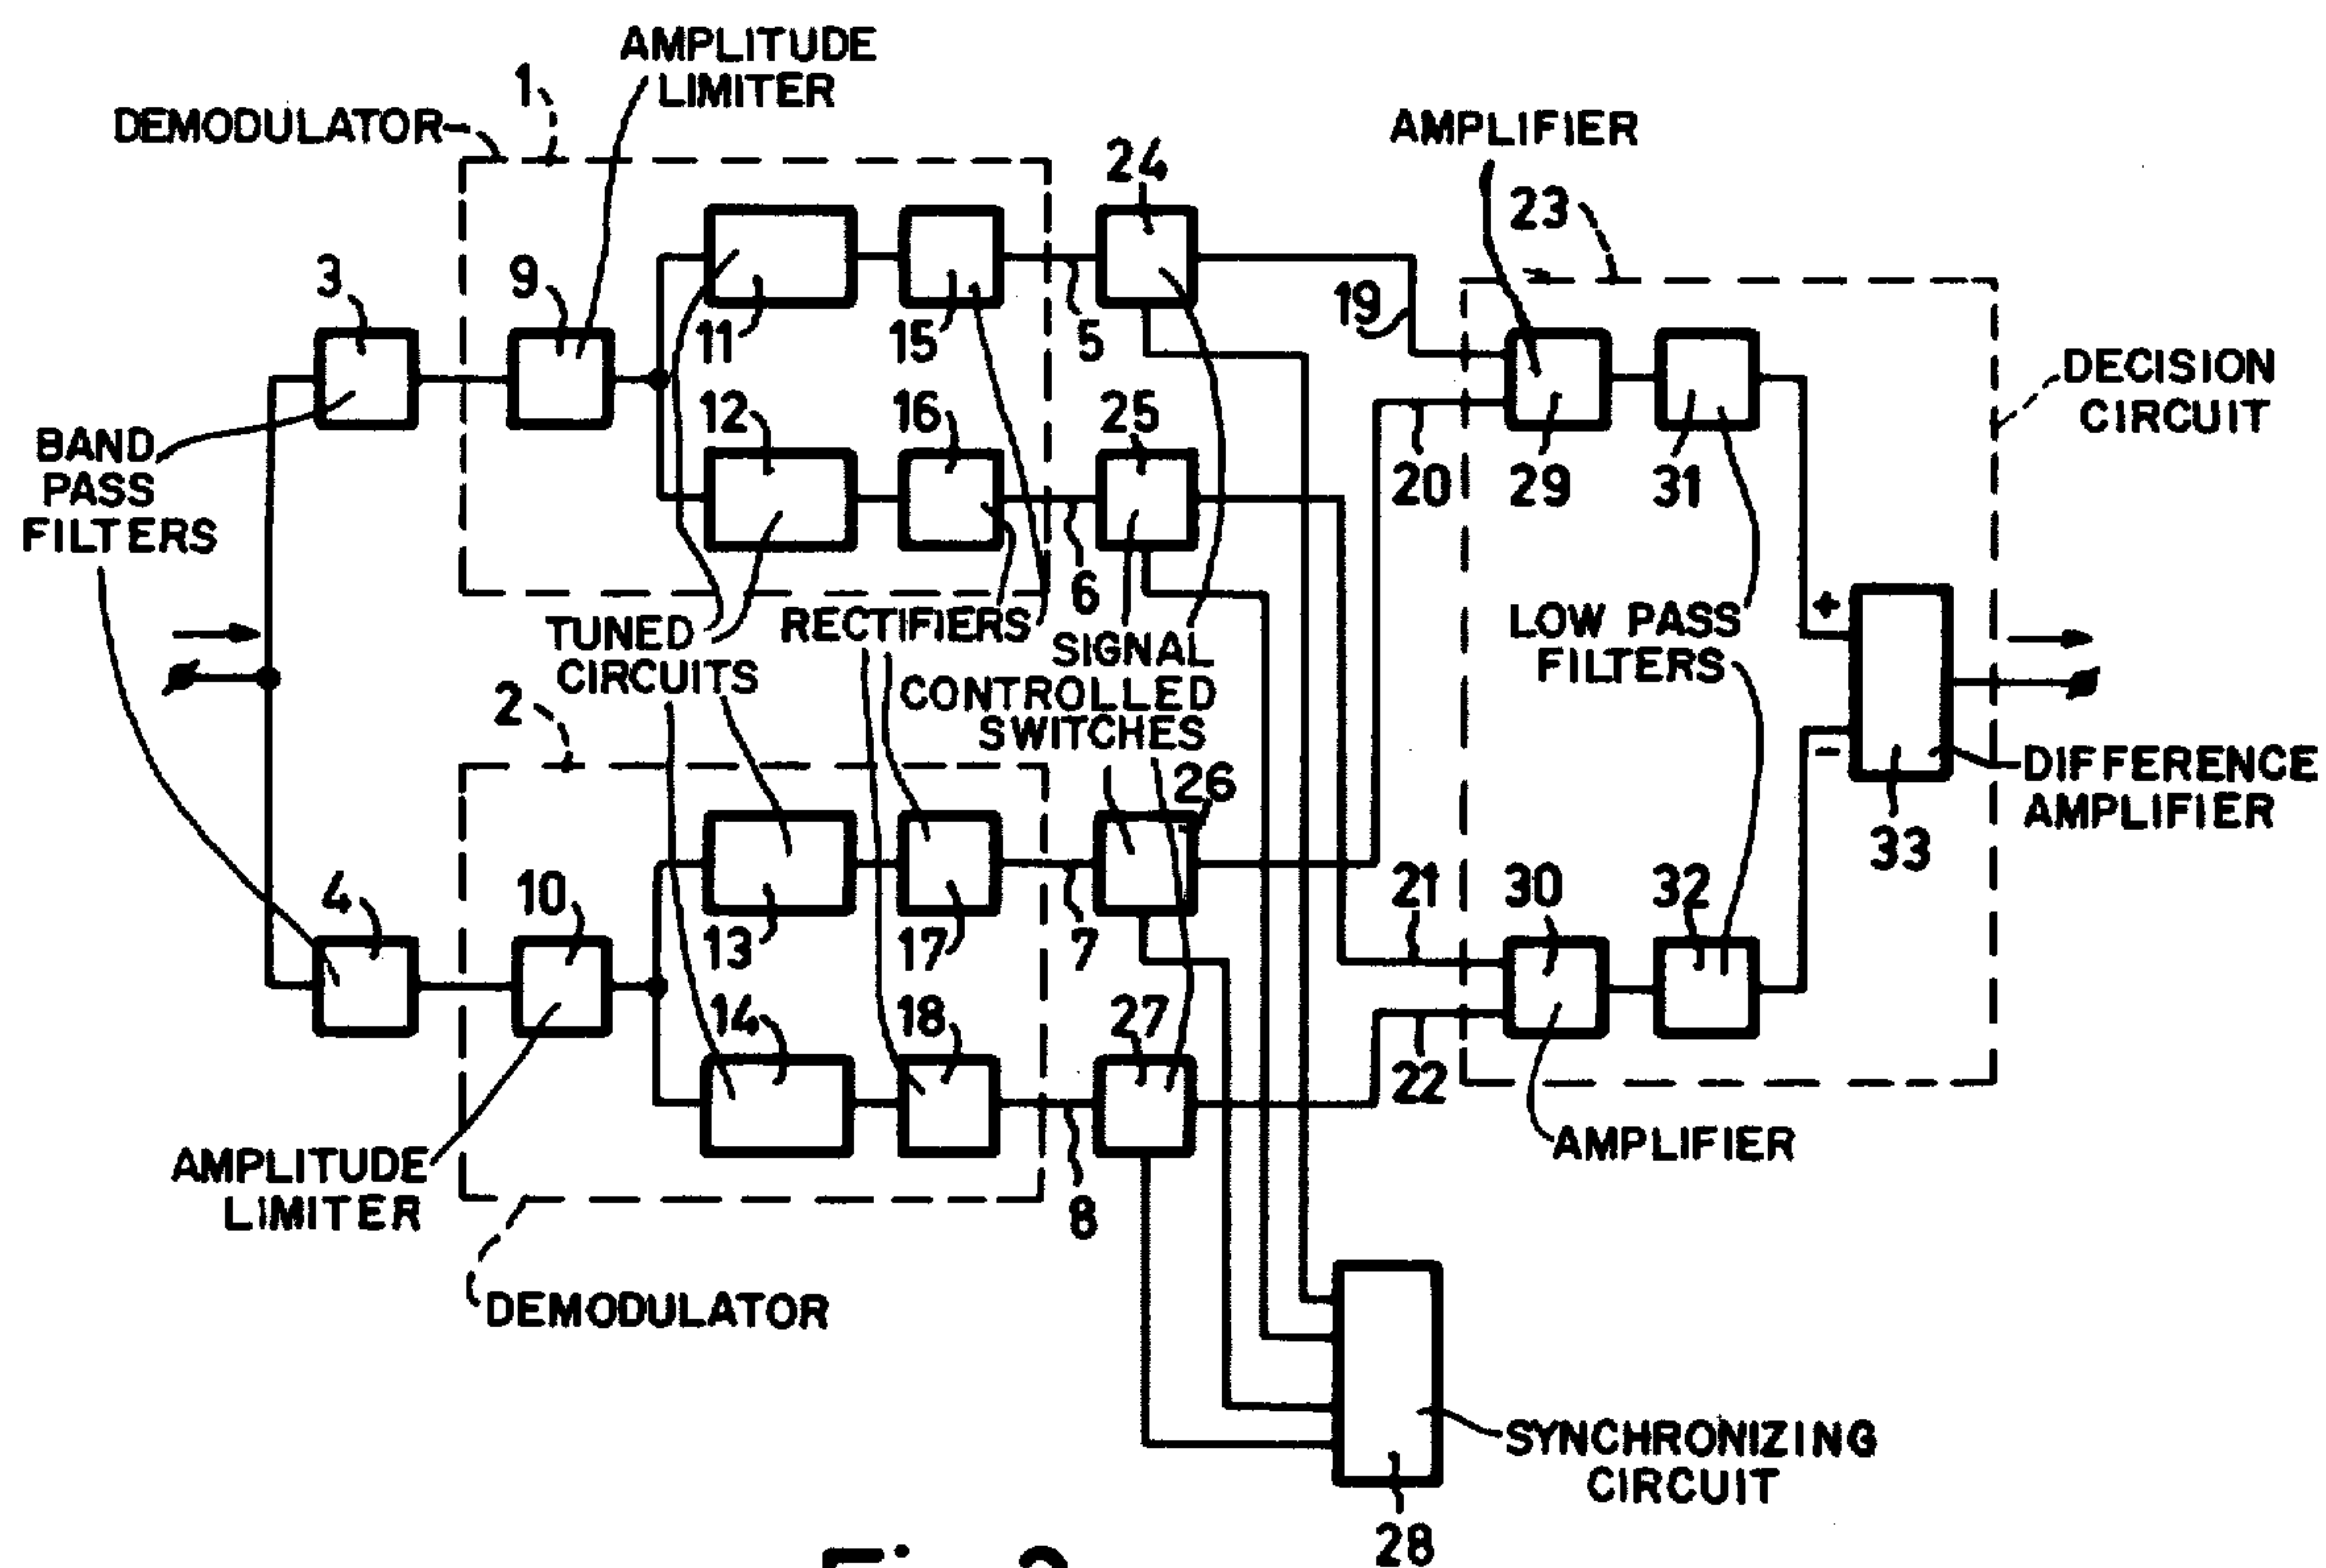 AMPLITUDE
LIMITER
1
DEMODULATOR
AMPLIFIER
24
23
3
9
19
11
15
5
DECISION
CIRCUIT
12
16
25
BAND
PASS
FILTERS
20
29
31
6
TUNED
CIRCUITS
RECTIFIERS
SIGNAL
CONTROLLED
SWITCHES
LOW PASS
FILTERS
+
-
2
26
DIFFERENCE
AMPLIFIER
33
4
10
13
17
7
21
30
32
14
18
27
22
AMPLITUDE
LIMITER
8
AMPLIFIER
DEMODULATOR
SYNCHRONIZING
CIRCUIT
28